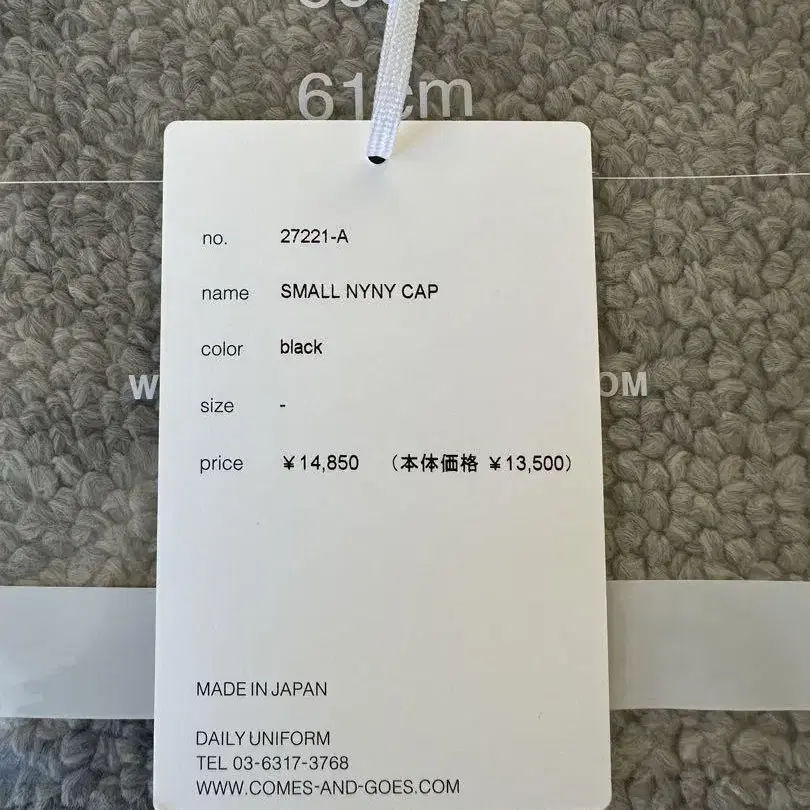 61cm
no. 27221-A
name SMALL NYNY CAP
color black
size -
price ¥14,850 (本体価格 ¥13,500)
MADE IN JAPAN
DAILY UNIFORM
TEL 03-6317-3768
WWW.COMES-AND-GOES.COM